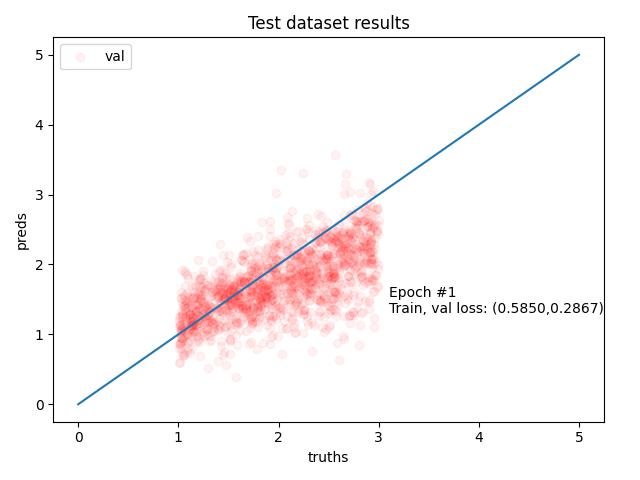 Test dataset results
val
5
4
3
2
1
0
preds
Epoch #1
Train, val loss: (0.5850,0.2867)
0 1 2 3 4 5
truths